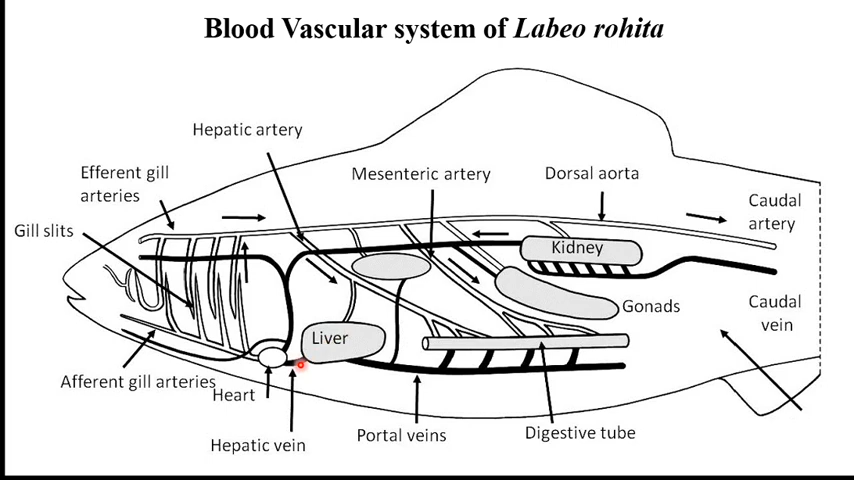 Blood Vascular system of Labeo rohita
Hepatic artery
Efferent gill
arteries
Mesenteric artery
Dorsal aorta
Caudal
artery
Gill slits
Kidney
Gonads
Caudal
vein
Liver
Afferent gill arteries
Heart
Hepatic vein
Portal veins
Digestive tube